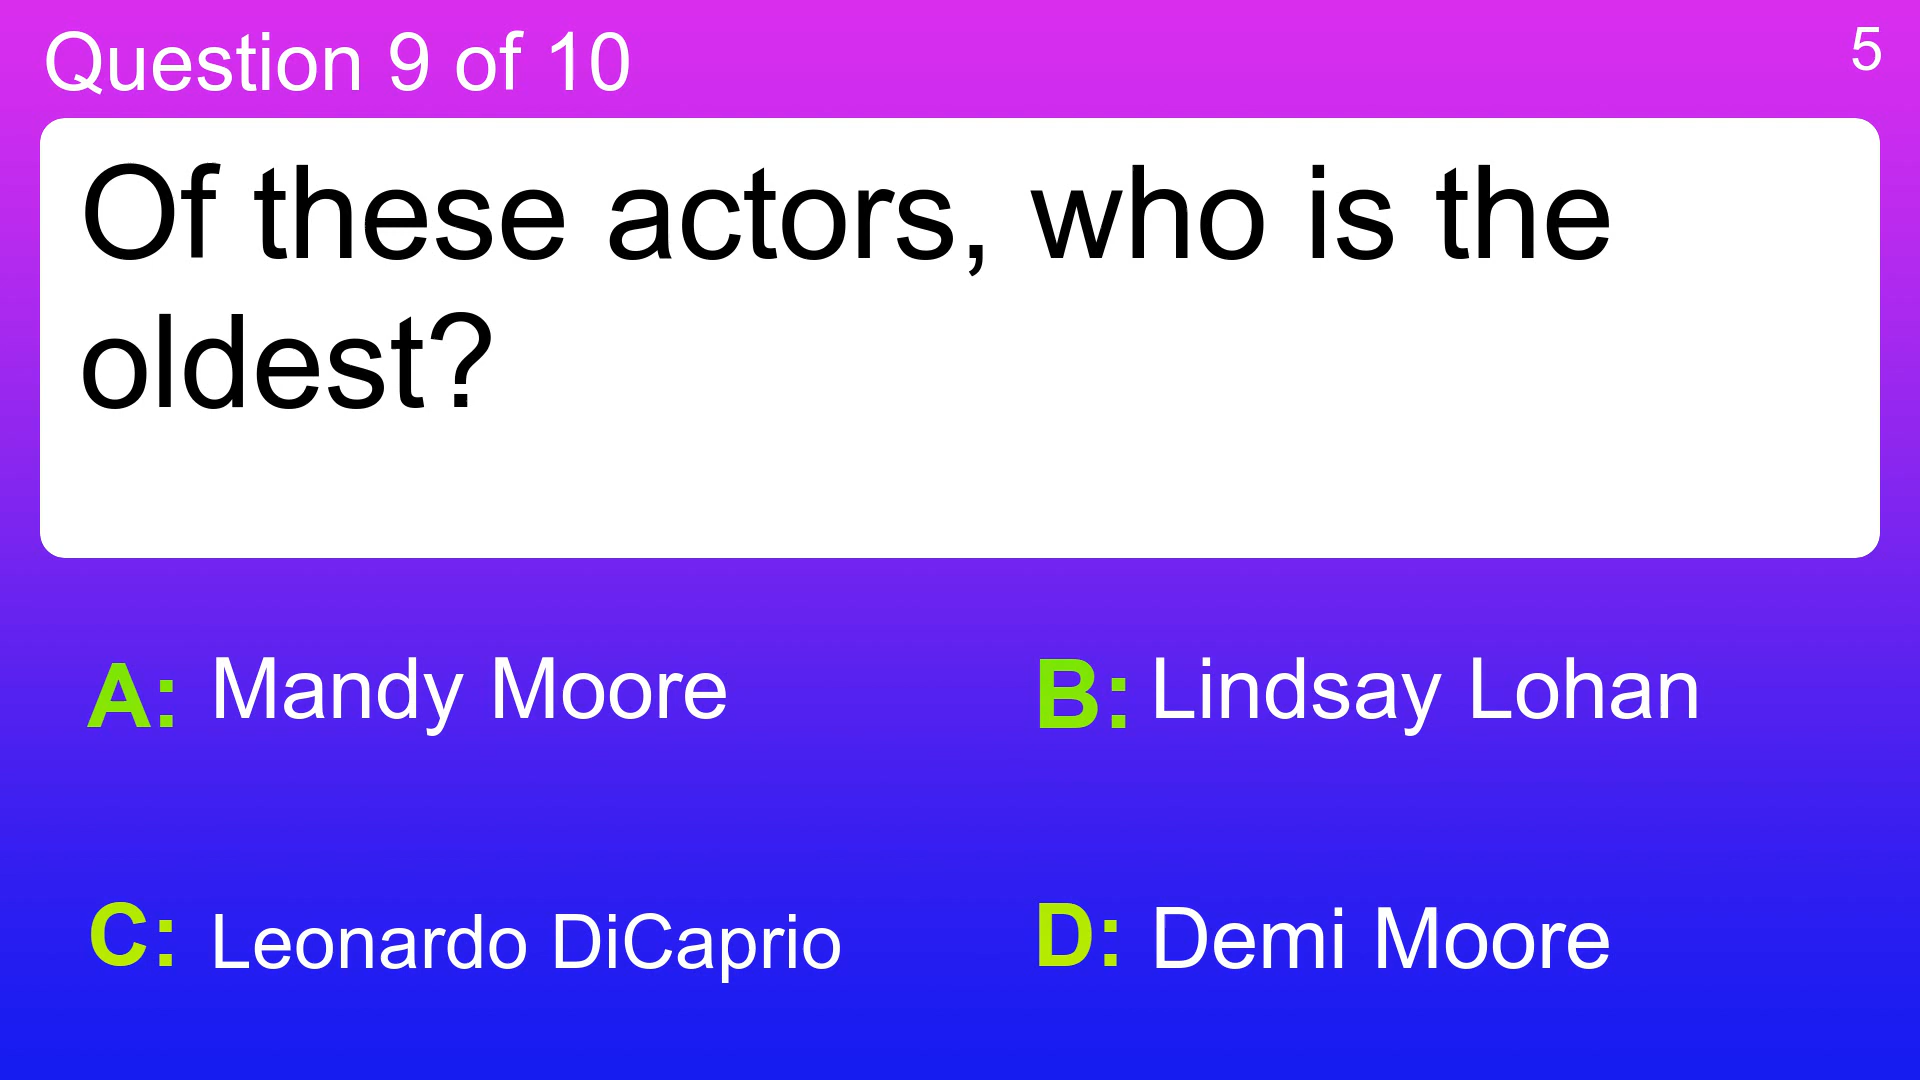 Question 9 of 10
5
Of these actors, who is the
oldest?
A: Mandy Moore
B: Lindsay Lohan
C: Leonardo DiCaprio
D: Demi Moore